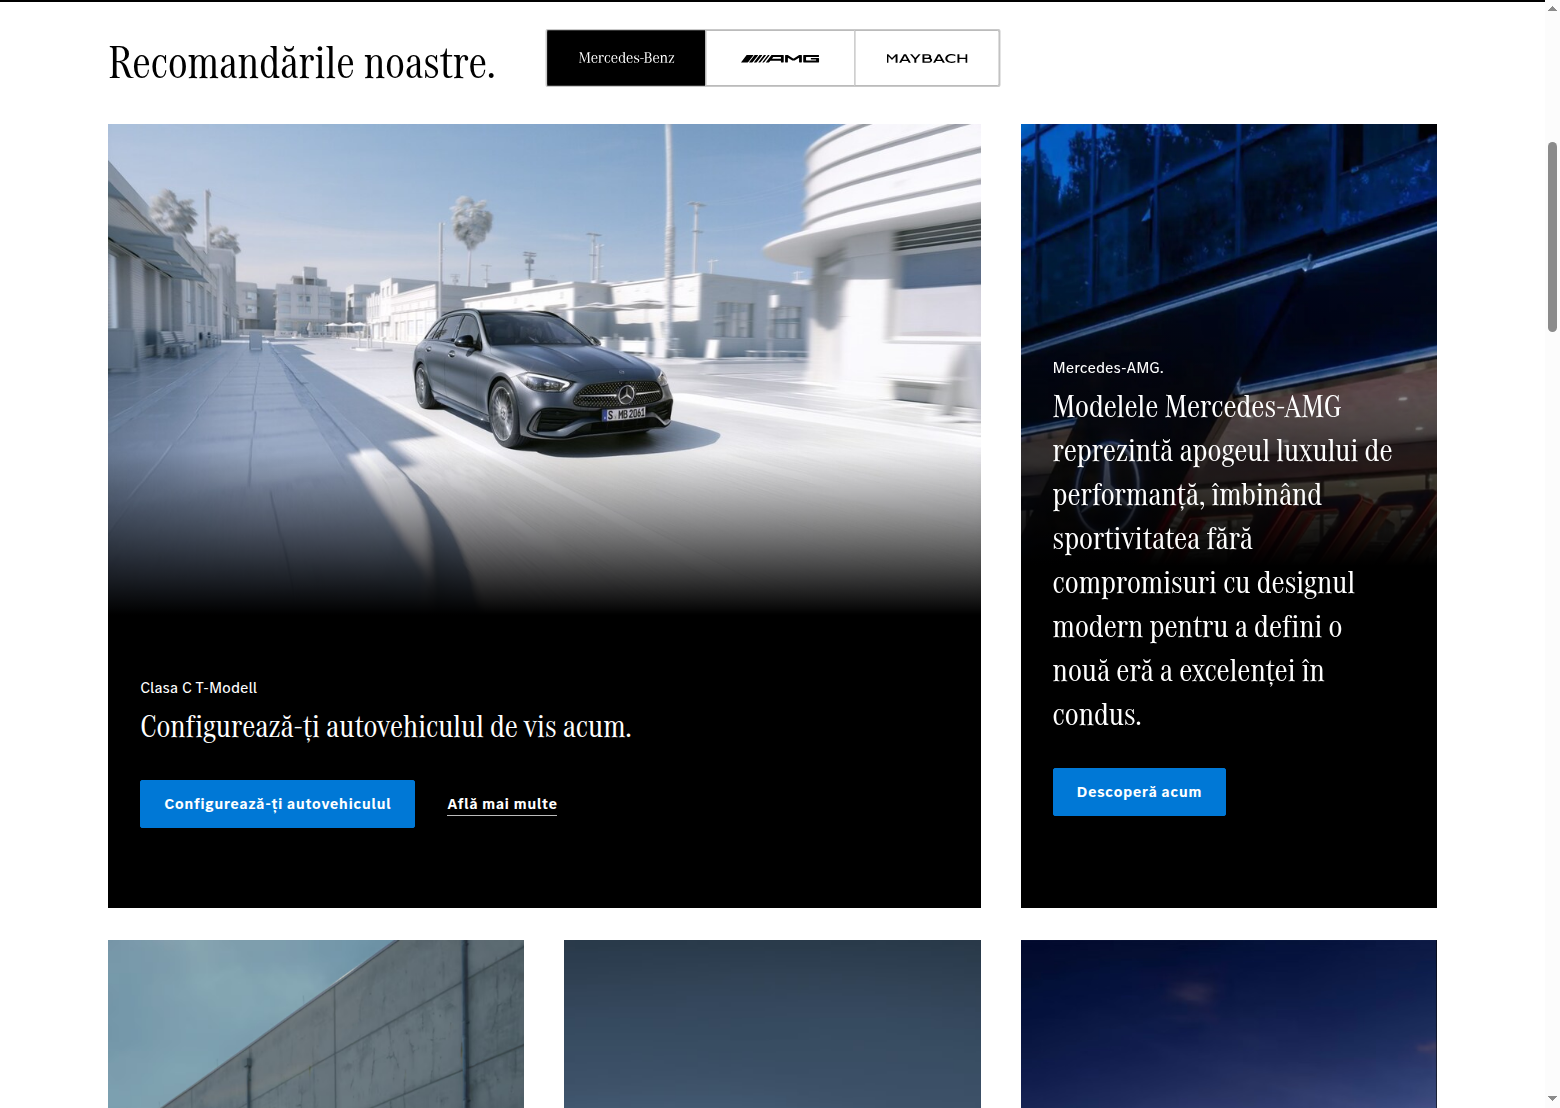 Recomandările noastre.
Mercedes-Benz
AMG
MAYBACH
S MB 2061
Clasa C T-Modell
Configurează-ți autovehiculul de vis acum.
Configurează-ți autovehiculul
Află mai multe
Mercedes-AMG.
Modelele Mercedes-AMG
reprezintă apogeul luxului de
performanță, îmbinând
sportivitatea fără
compromisuri cu designul
modern pentru a defini o
nouă eră a excelenței în
condus.
Descoperă acum